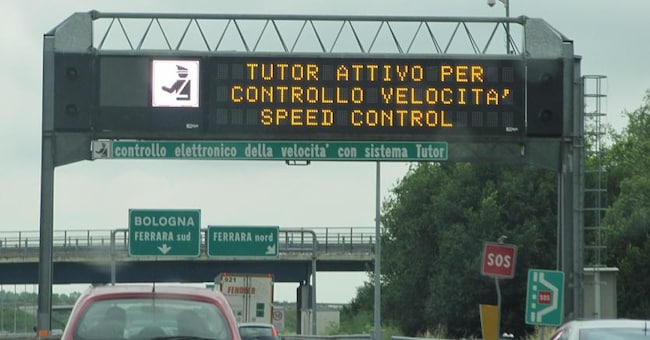 TUTOR ATTIVO PER
CONTROLLO VELOCITA'
SPEED CONTROL
controllo elettronico della velocita' con sistema Tutor
BOLOGNA
FERRARA sud
FERRARA nord
SOS
SOS